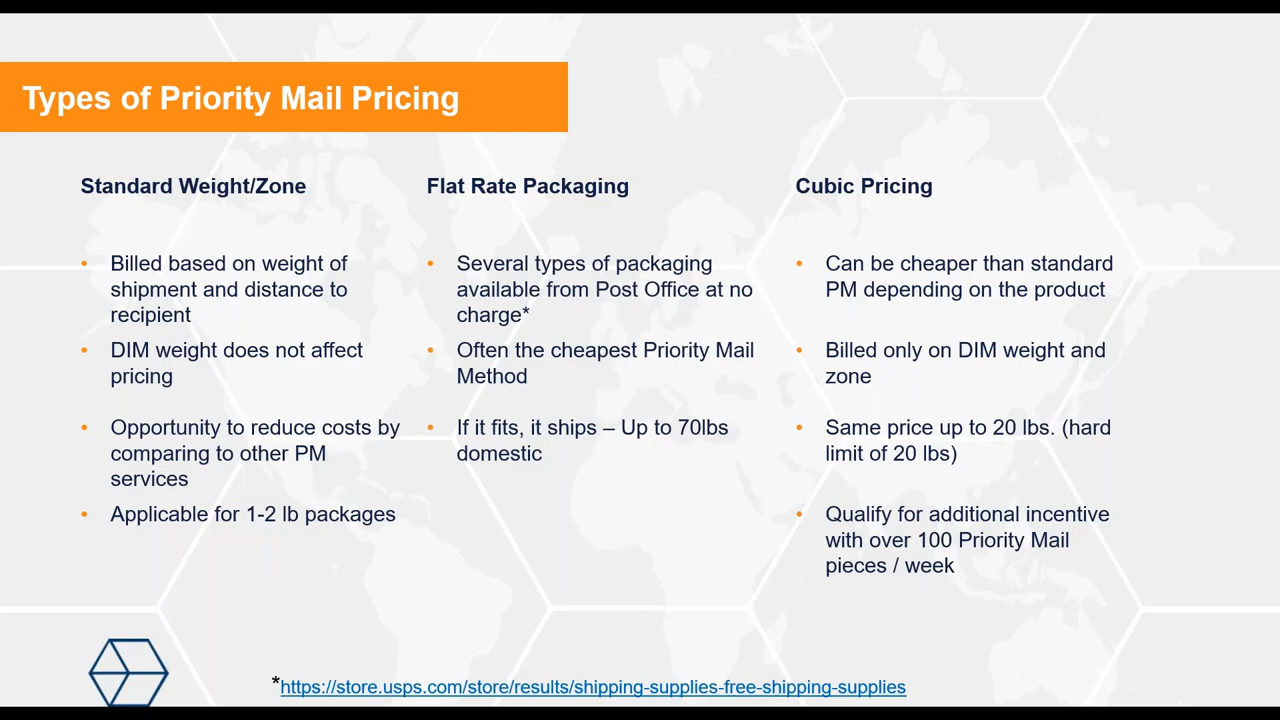 Types of Priority Mail Pricing
Standard Weight/Zone
• Billed based on weight of
shipment and distance to
recipient
• DIM weight does not affect
pricing
• Opportunity to reduce costs by
comparing to other PM
services
• Applicable for 1-2 lb packages
Flat Rate Packaging
• Several types of packaging
available from Post Office at no
charge*
• Often the cheapest Priority Mail
Method
• If it fits, it ships – Up to 70lbs
domestic
Cubic Pricing
• Can be cheaper than standard
PM depending on the product
• Billed only on DIM weight and
zone
• Same price up to 20 lbs. (hard
limit of 20 lbs)
• Qualify for additional incentive
with over 100 Priority Mail
pieces / week
*https://store.usps.com/store/results/shipping-supplies-free-shipping-supplies